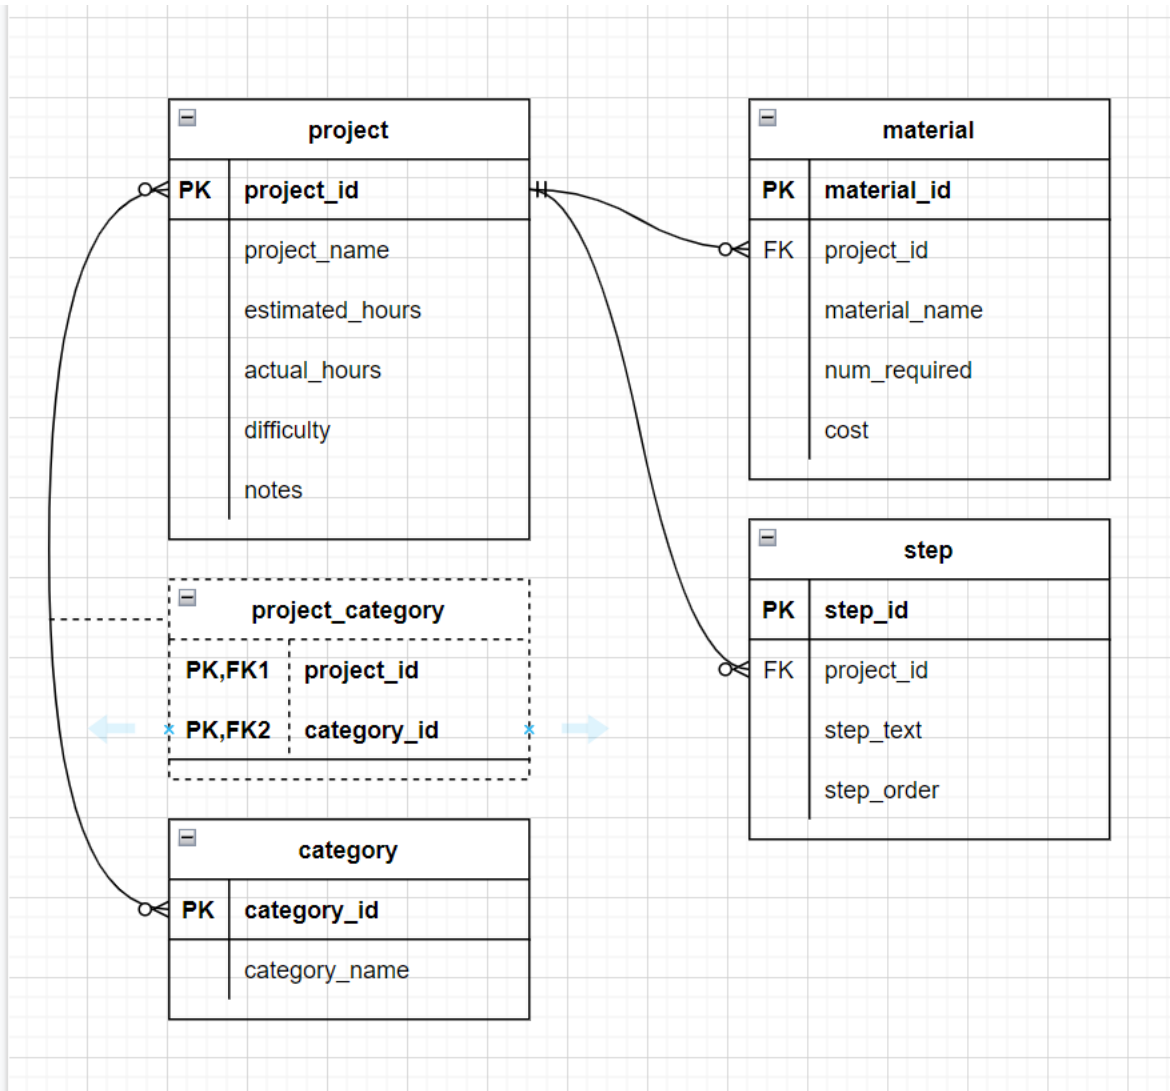 project
PK project_id
project_name
estimated_hours
actual_hours
difficulty
notes
material
PK material_id
FK project_id
material_name
num_required
cost
project_category
PK,FK1 project_id
PK,FK2 category_id
step
PK step_id
FK project_id
step_text
step_order
category
PK category_id
category_name